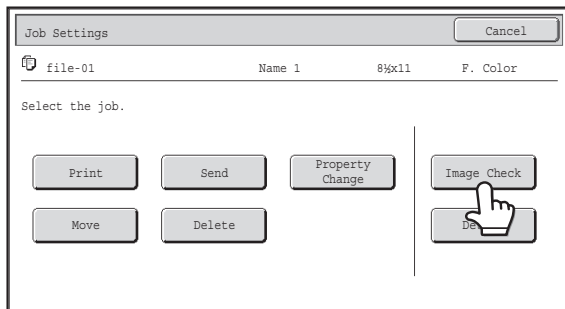 Job Settings
Cancel
file-01 Name 1 8½x11 F. Color
Select the job.
Print
Send
Property
Change
Image Check
Move
Delete